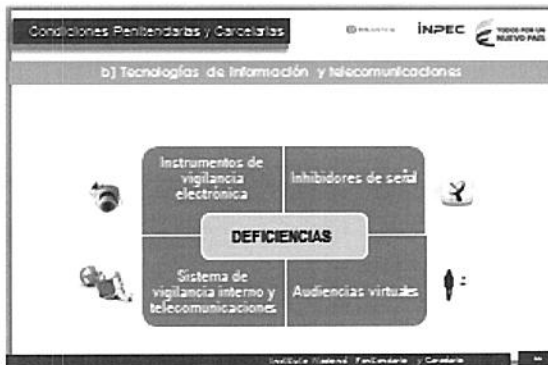 Condiciones Penitenciarias y Carcelarias
INPEC
TODOS POR UN
NUEVO PAÍS
b) Tecnologías de información y telecomunicaciones
Instrumentos de
vigilancia
electrónica
Inhibidores de señal
DEFICIENCIAS
Sistema de
vigilancia interno y
telecomunicaciones
Audiencias virtuales
Instituto Nacional Penitenciario y Carcelario